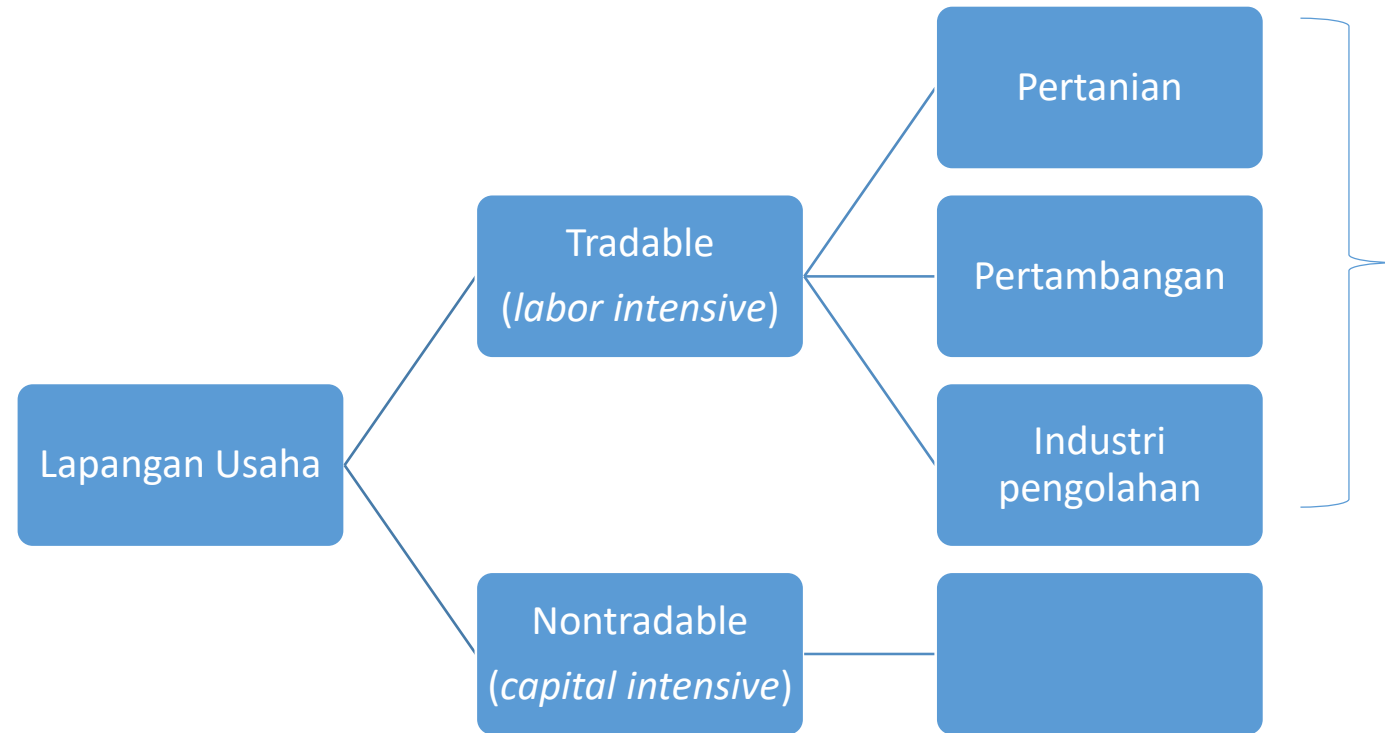 Lapangan Usaha
Tradable
(labor intensive)
Pertanian
Pertambangan
Industri
pengolahan
Nontradable
(capital intensive)